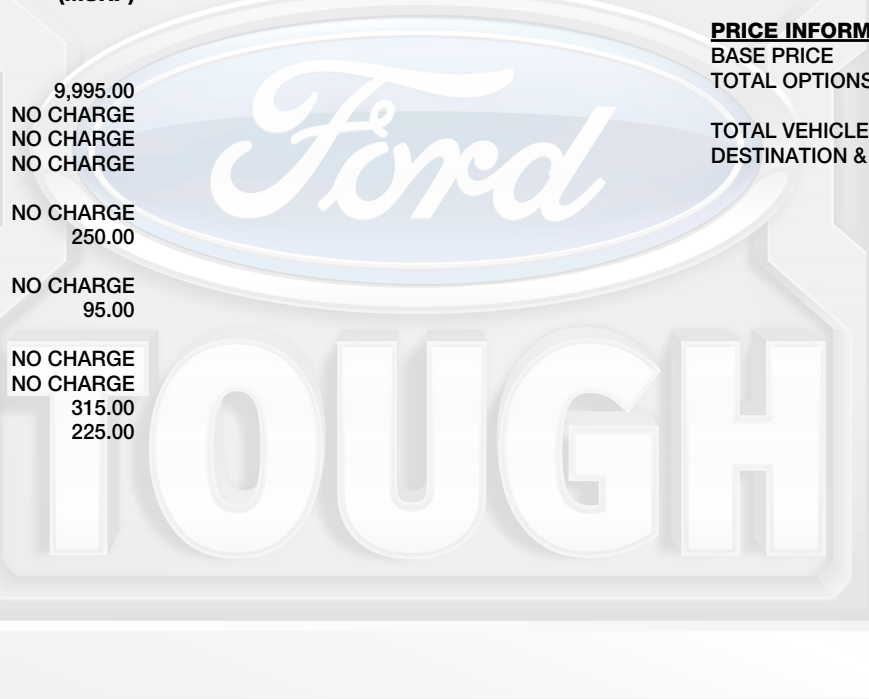 9,995.00
NO CHARGE
NO CHARGE
NO CHARGE
NO CHARGE
250.00
NO CHARGE
95.00
NO CHARGE
NO CHARGE
315.00
225.00
PRICE INFORM
BASE PRICE
TOTAL OPTIONS
TOTAL VEHICLE
DESTINATION &
Ford
TOUGH